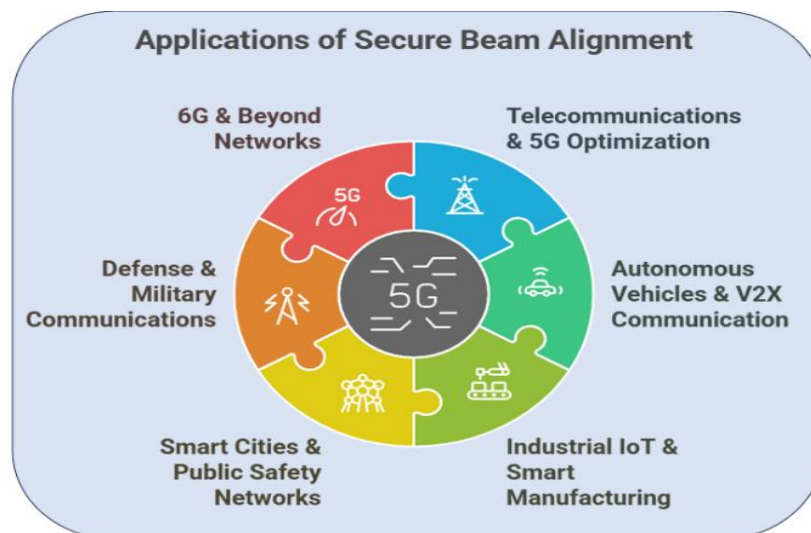 Applications of Secure Beam Alignment
6G & Beyond
Networks
Telecommunications
& 5G Optimization
5G
Defense &
Military
Communications
5G
Autonomous
Vehicles & V2X
Communication
Smart Cities &
Public Safety
Networks
Industrial IoT &
Smart
Manufacturing